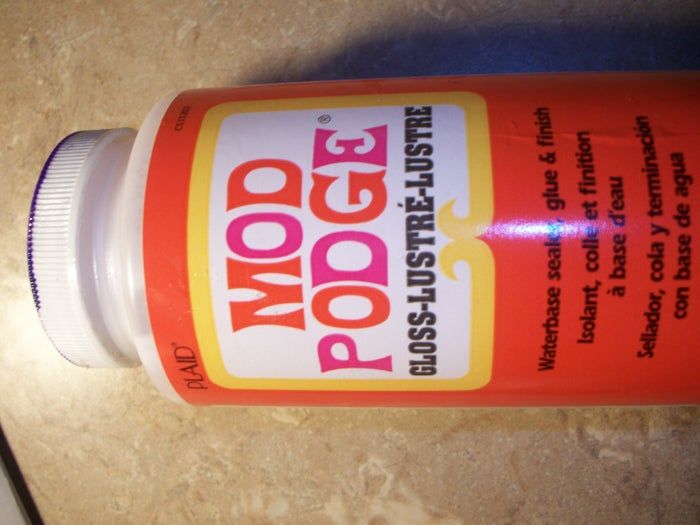 PLAID®
CS11202
MOD
PODGE®
GLOSS-LUSTRÉ-LUSTRE
Waterbase sealer, glue & finish
Isolant, colle et finition
à base d'eau
Sellador, cola y terminación
con base de agua